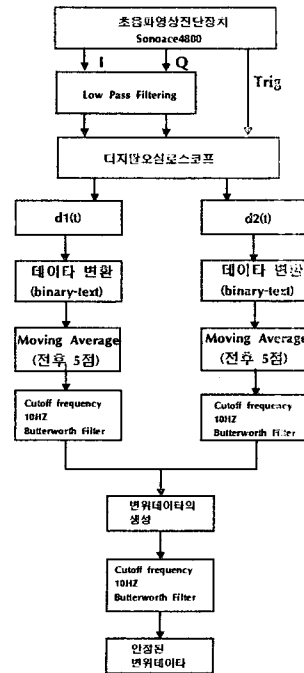 초음파영상진단장치
Sonoace4800
I Q
Trig
Low Pass Filtering
디지탈오실로스코프
d1(t) d2(t)
데이타 변환 데이타 변환
(binary-text) (binary-text)
Moving Average Moving Average
(전후 5점) (전후 5점)
Cutoff frequency Cutoff frequency
10HZ 10HZ
Butterworth Filter Butterworth Filter
변위데이타의
생성
Cutoff frequency
10HZ
Butterworth Filter
안정된
변위데이타